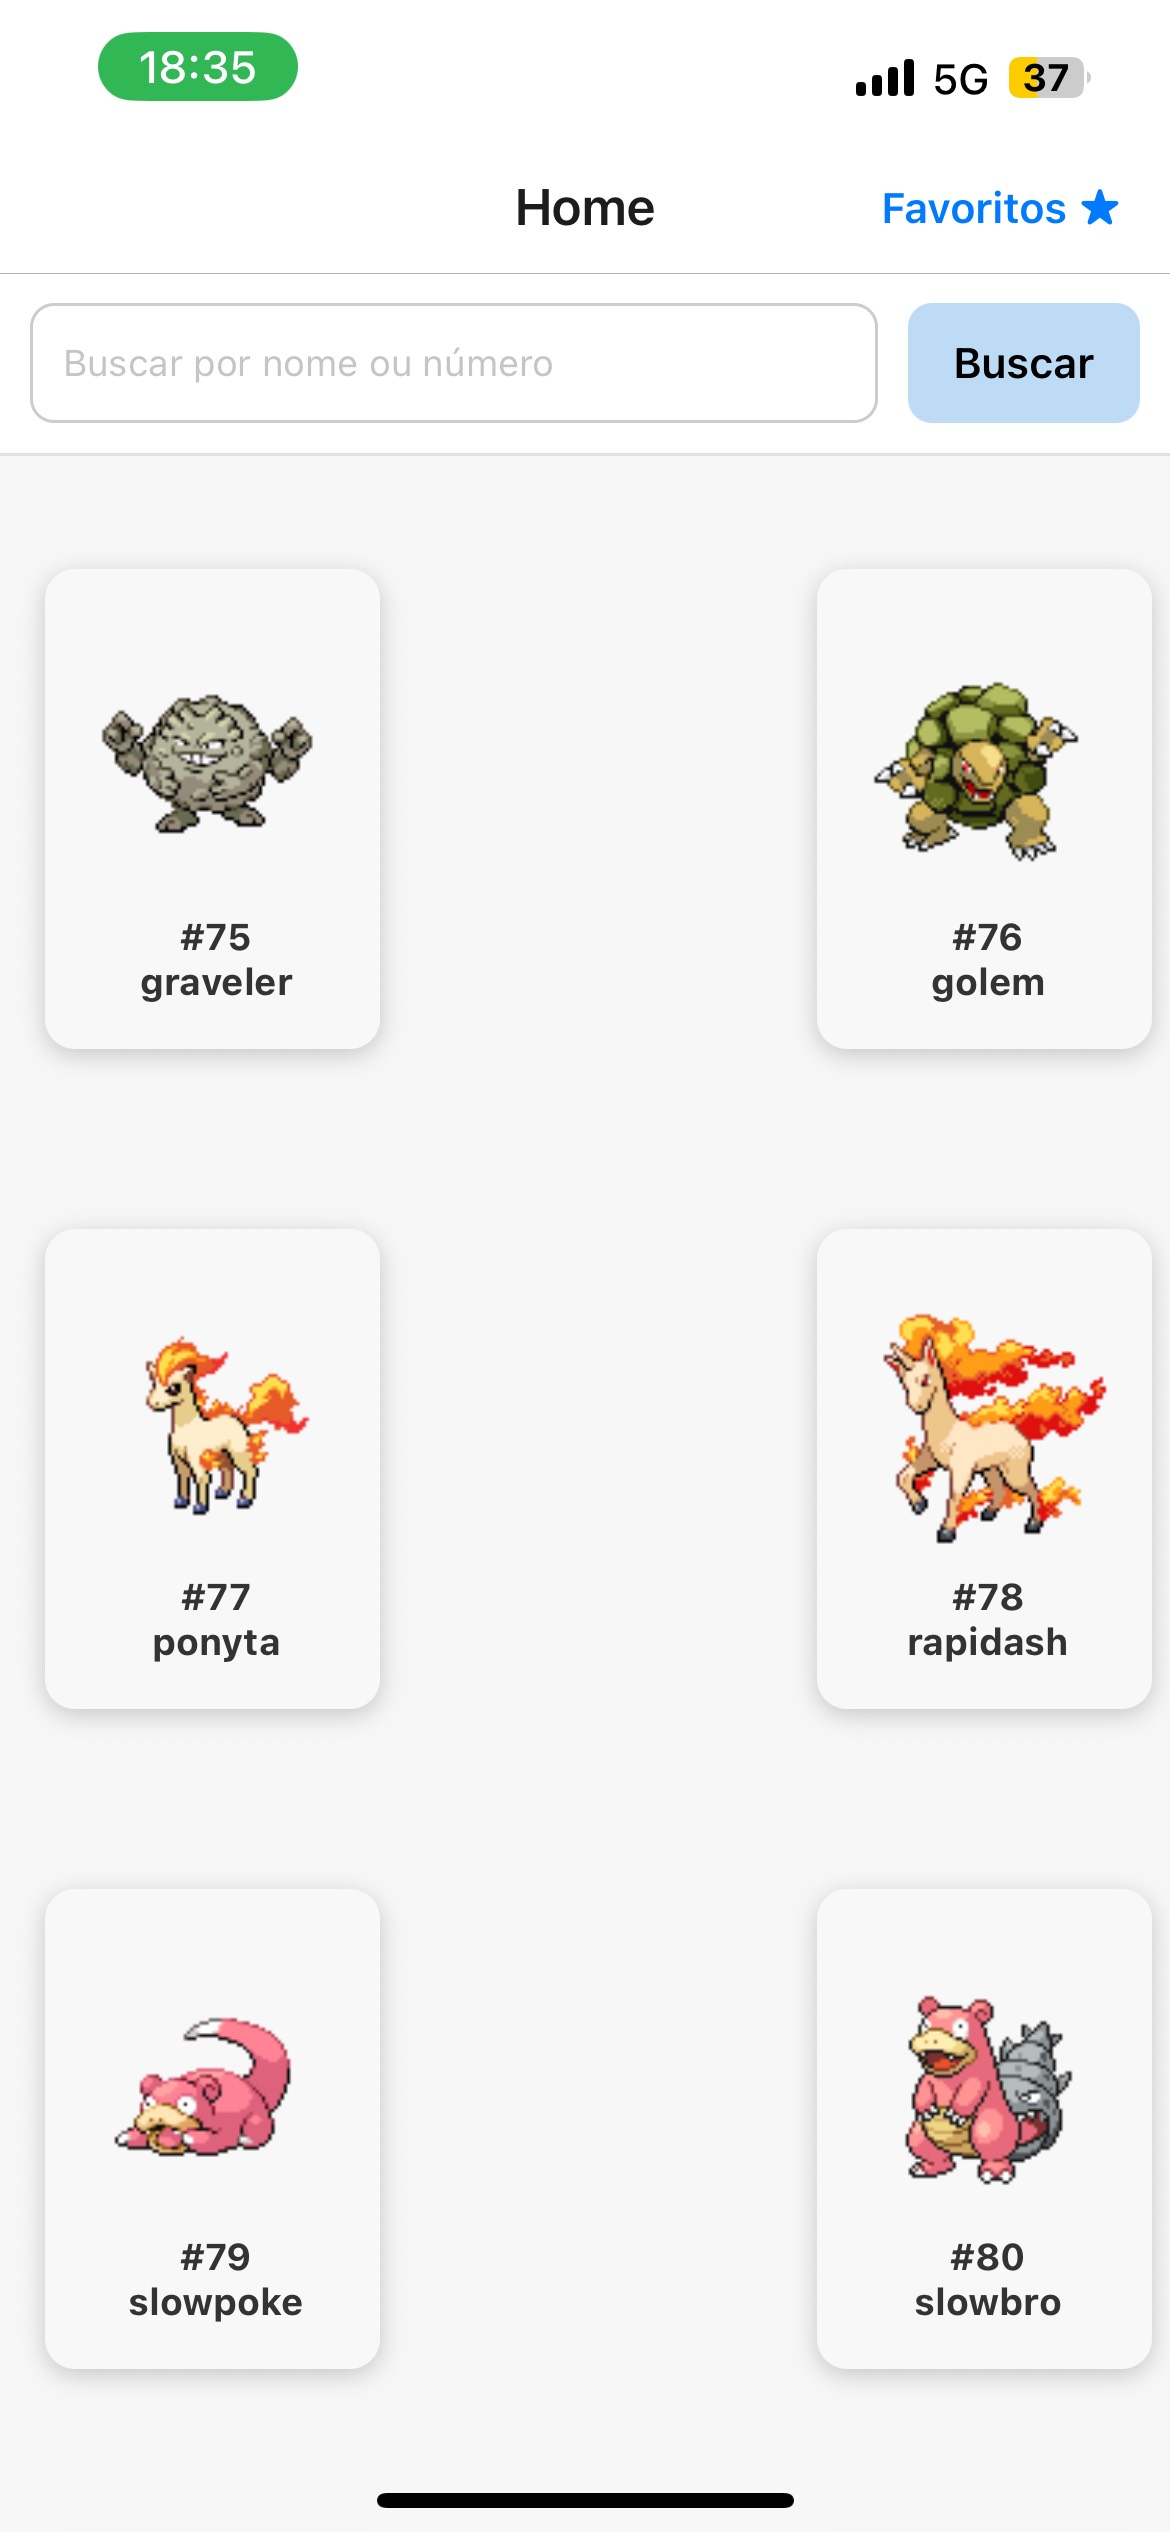 18:35
5G 37
Home
Favoritos
Buscar por nome ou número
Buscar
#75
graveler
#76
golem
#77
ponyta
#78
rapidash
#79
slowpoke
#80
slowbro